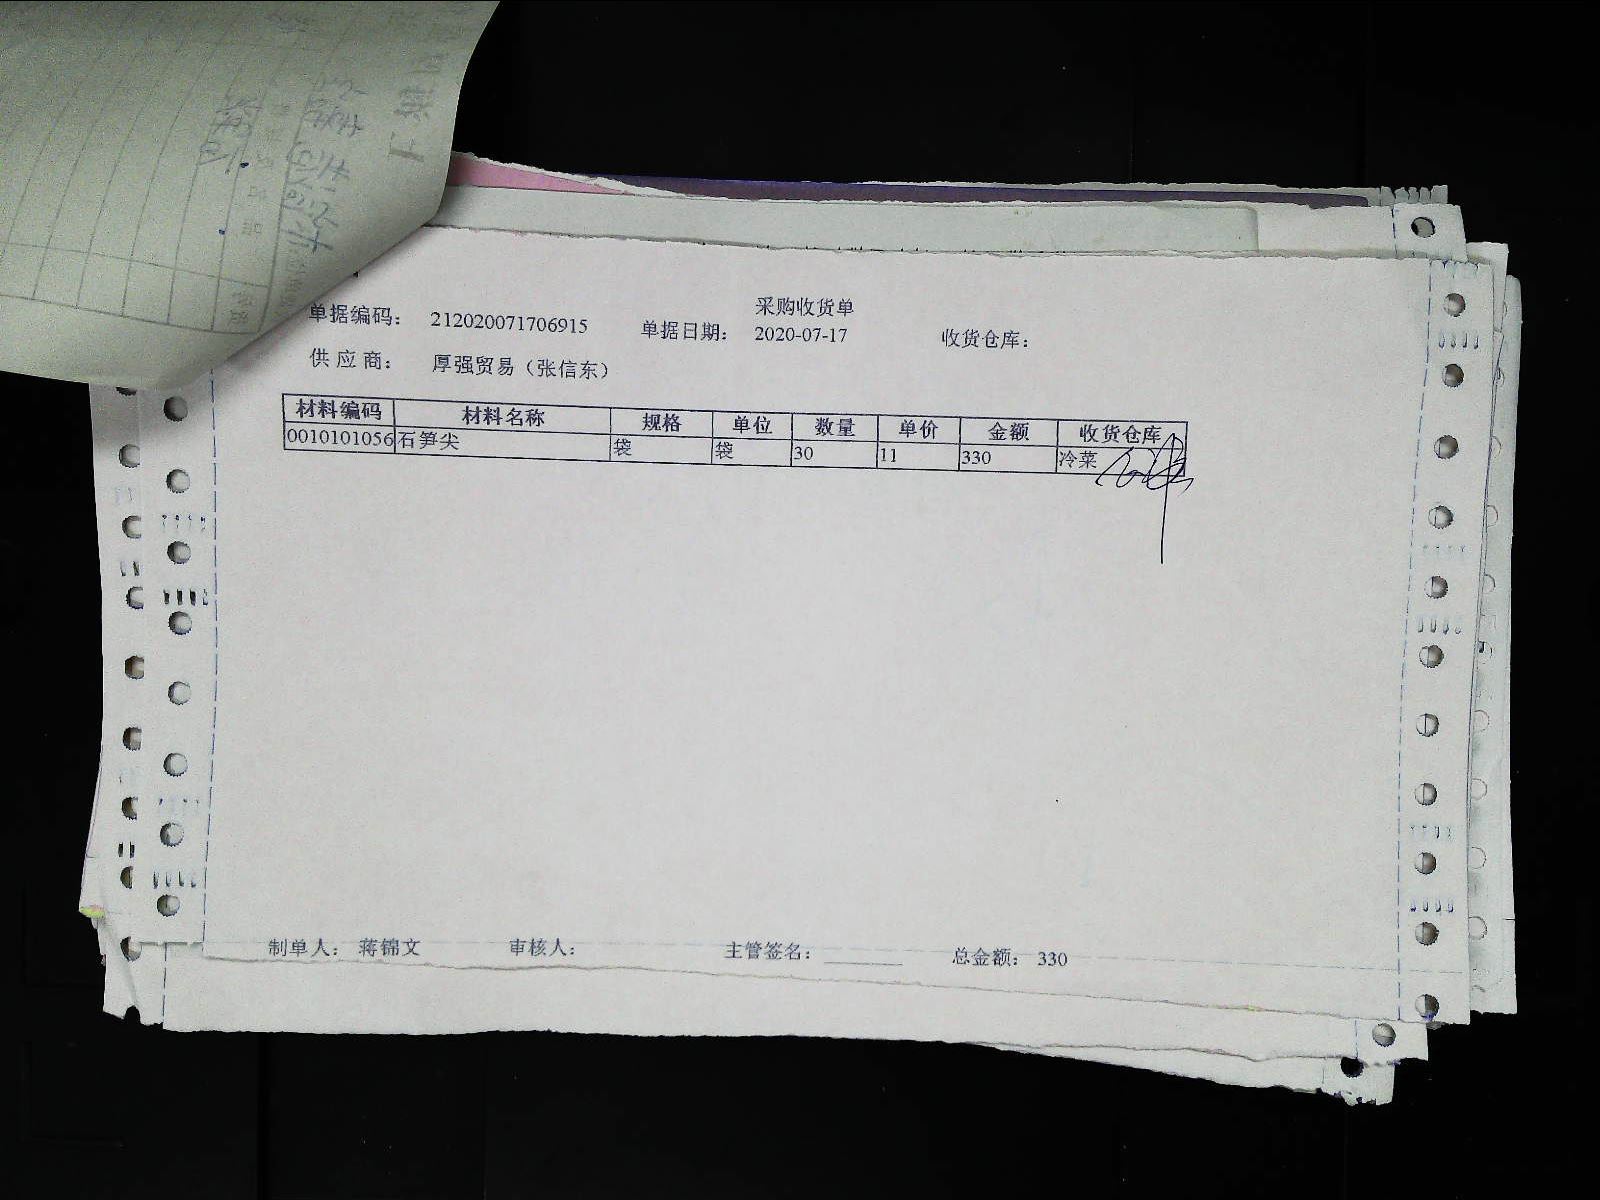 采购收货单
单据编码： 212020071706915 单据日期： 2020-07-17 收货仓库：
供应商： 厚强贸易（张信东）
材料编码 材料名称 规格 单位 数量 单价 金额 收货仓库
0010101056 石笋尖 袋 袋 30 11 330 冷菜
制单人： 蒋锦文 审核人： 主管签名： ________ 总金额： 330